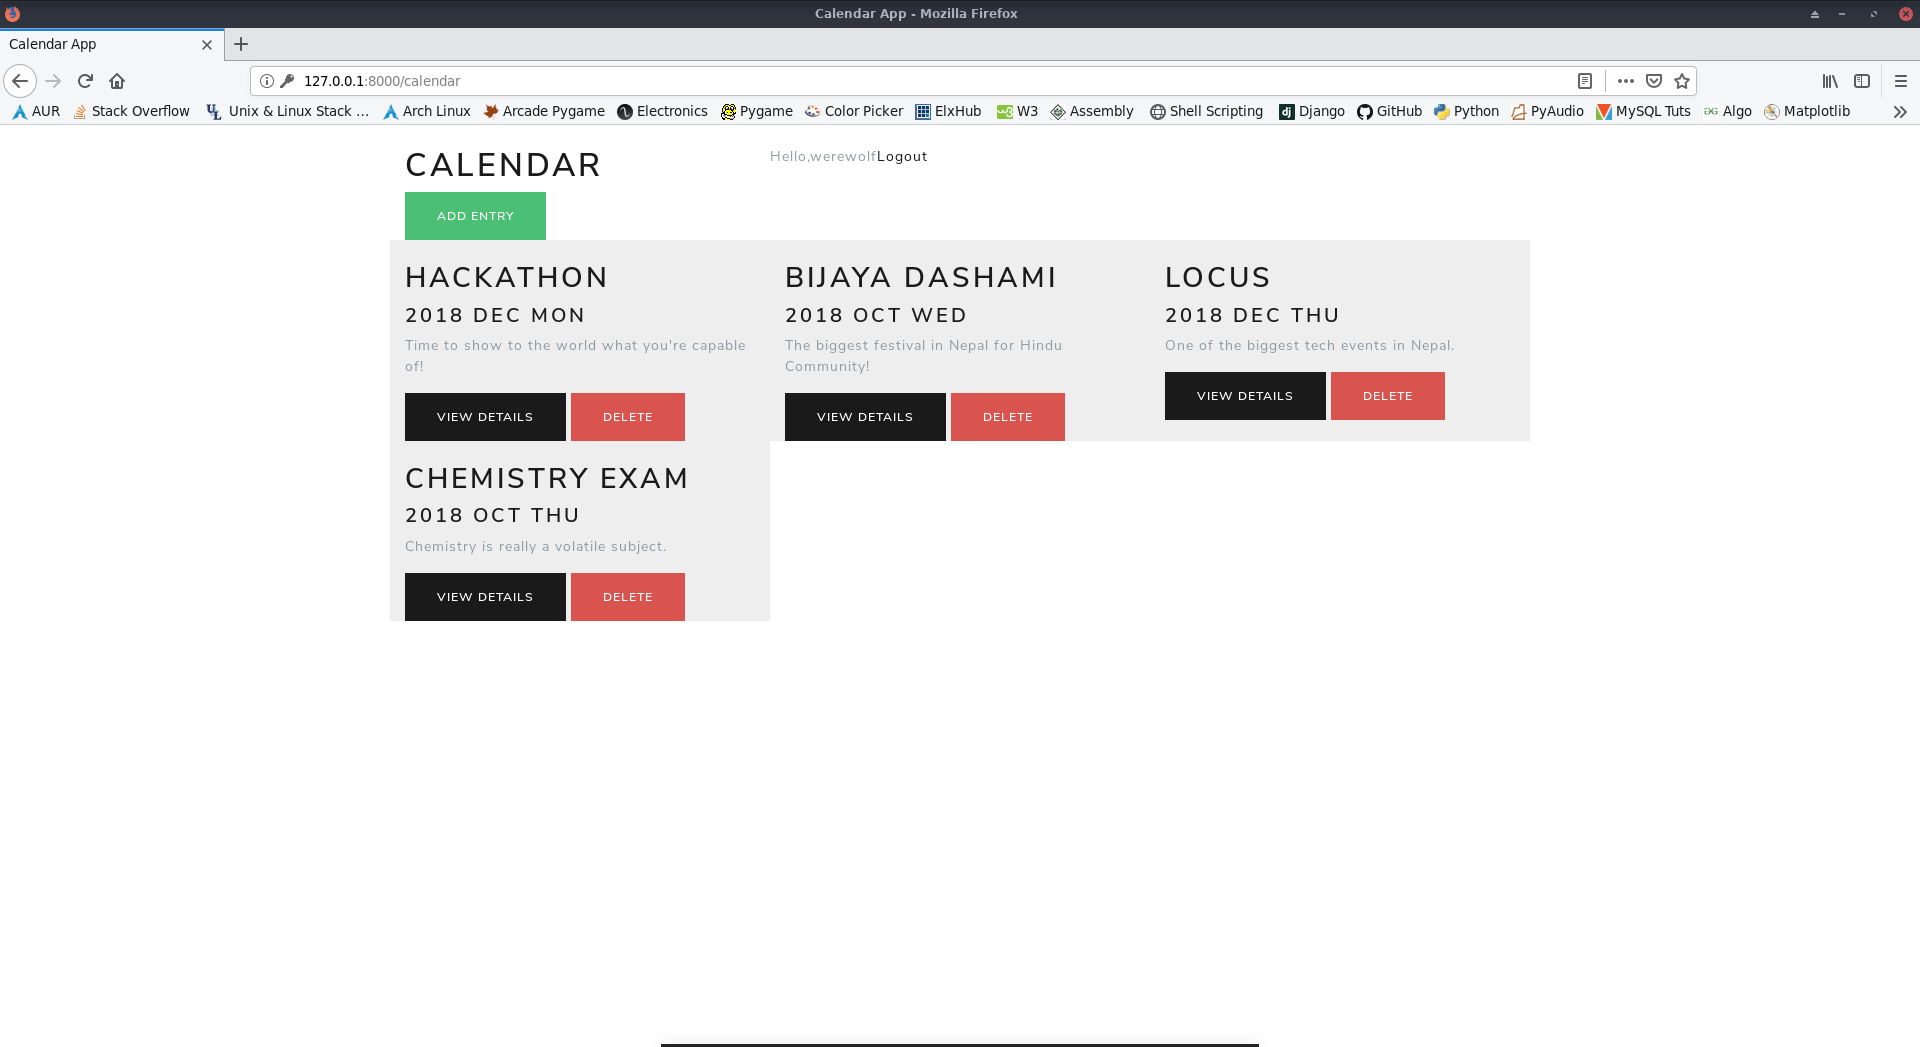 Calendar App - Mozilla Firefox
Calendar App
127.0.0.1:8000/calendar
AUR Stack Overflow Unix & Linux Stack ... Arch Linux Arcade Pygame Electronics Pygame Color Picker ElxHub W3 Assembly Shell Scripting Django GitHub Python PyAudio MySQL Tuts Algo Matplotlib
CALENDAR
Hello,werewolfLogout
ADD ENTRY
HACKATHON
2018 DEC MON
Time to show to the world what you're capable
of!
VIEW DETAILS DELETE
BIJAYA DASHAMI
2018 OCT WED
The biggest festival in Nepal for Hindu
Community!
VIEW DETAILS DELETE
LOCUS
2018 DEC THU
One of the biggest tech events in Nepal.
VIEW DETAILS DELETE
CHEMISTRY EXAM
2018 OCT THU
Chemistry is really a volatile subject.
VIEW DETAILS DELETE